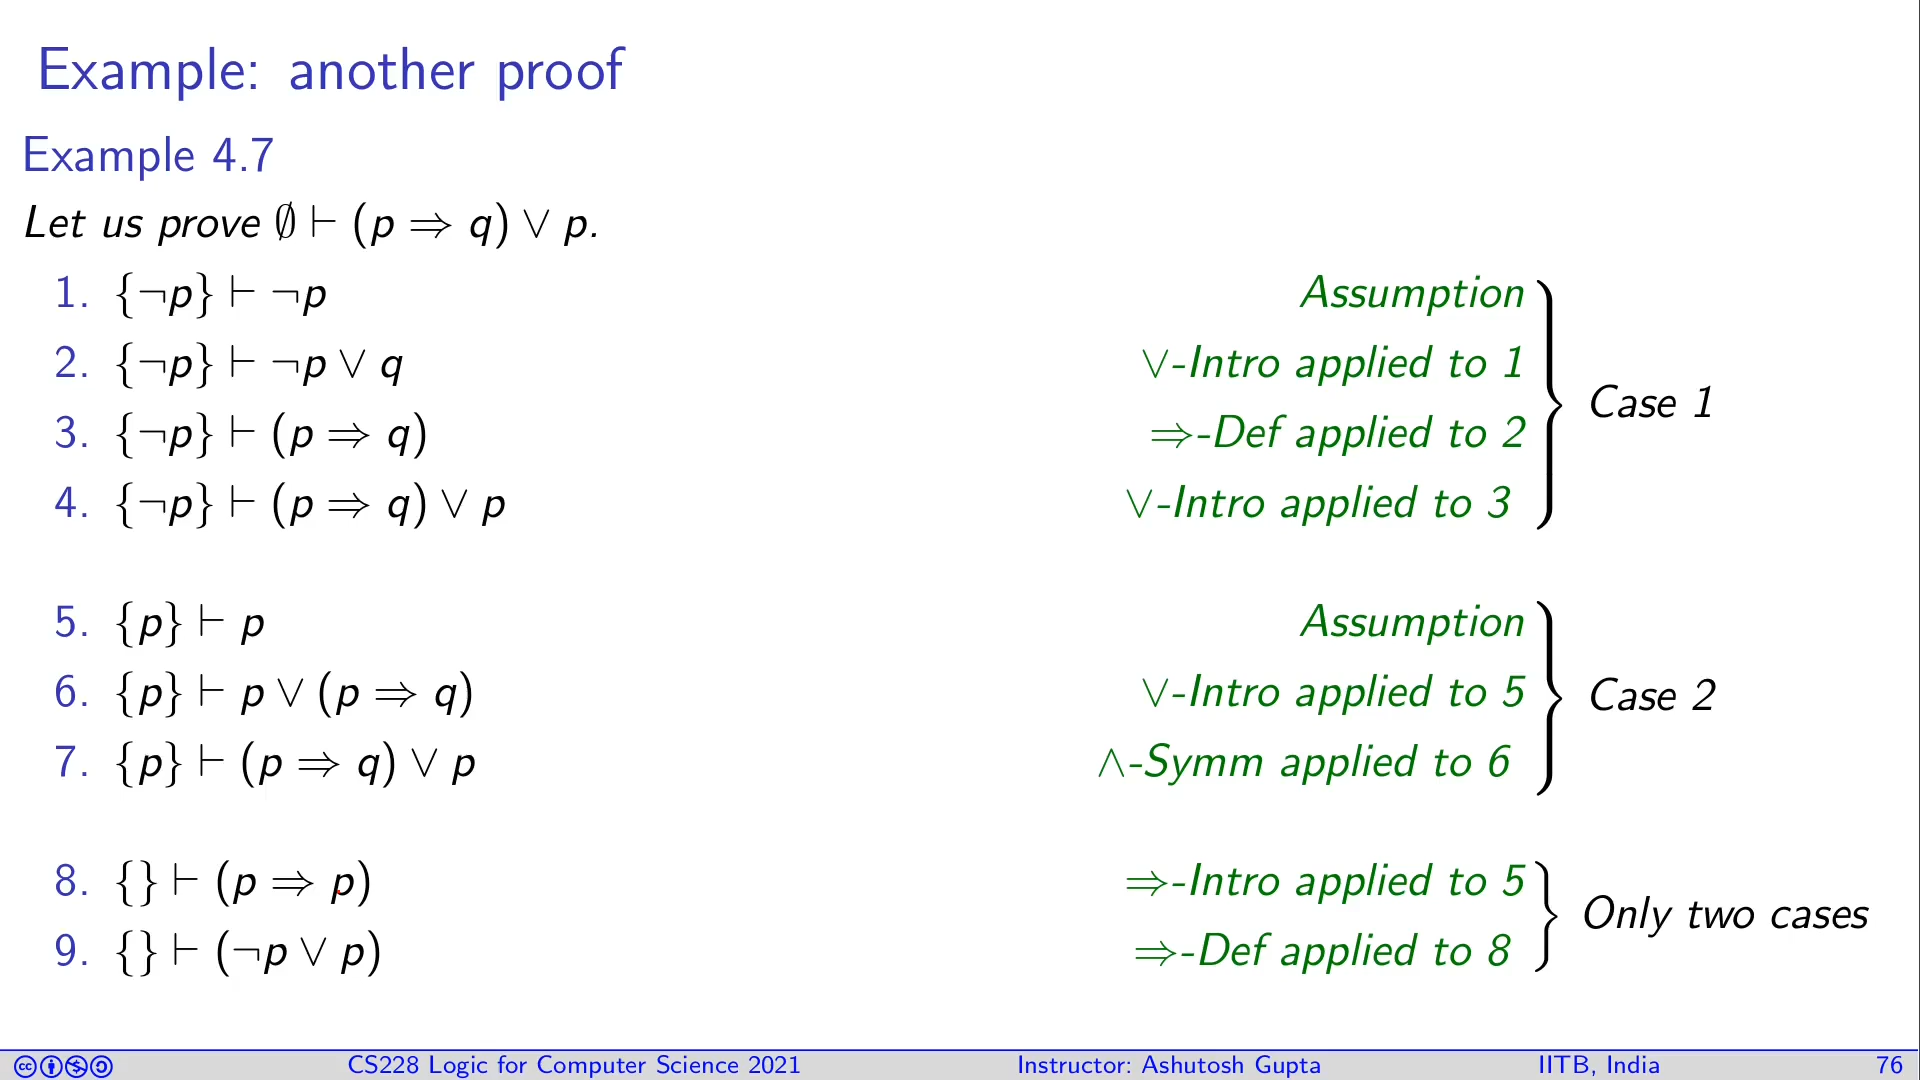 Example: another proof
Example 4.7
Let us prove ∅ ⊢ (p ⇒ q) ∨ p.
1. {¬p} ⊢ ¬p Assumption
2. {¬p} ⊢ ¬p ∨ q ∨-Intro applied to 1
3. {¬p} ⊢ (p ⇒ q) ⇒-Def applied to 2
Case 1
4. {¬p} ⊢ (p ⇒ q) ∨ p ∨-Intro applied to 3
5. {p} ⊢ p Assumption
6. {p} ⊢ p ∨ (p ⇒ q) ∨-Intro applied to 5
Case 2
7. {p} ⊢ (p ⇒ q) ∨ p ∧-Symm applied to 6
8. {} ⊢ (p ⇒ p) ⇒-Intro applied to 5
Only two cases
9. {} ⊢ (¬p ∨ p) ⇒-Def applied to 8
CS228 Logic for Computer Science 2021 Instructor: Ashutosh Gupta IITB, India 76